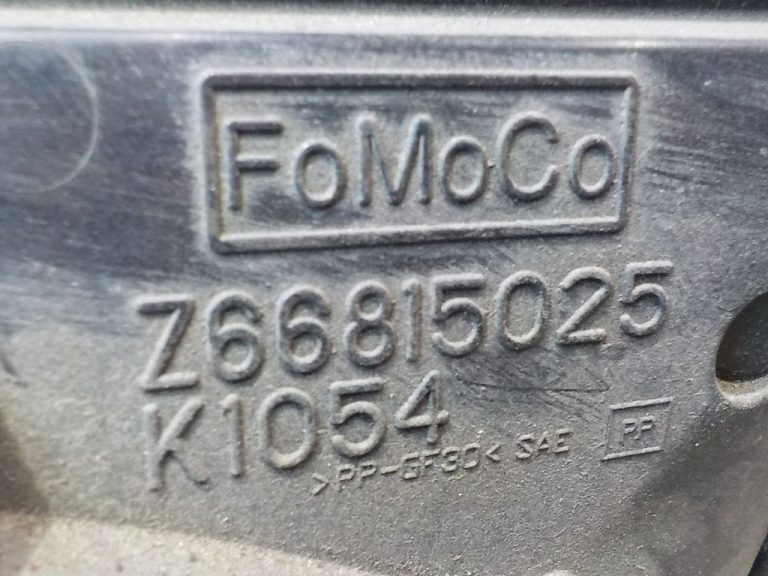 FoMoCo
Z66815025
K1054
>PP-GF30< SAE PP